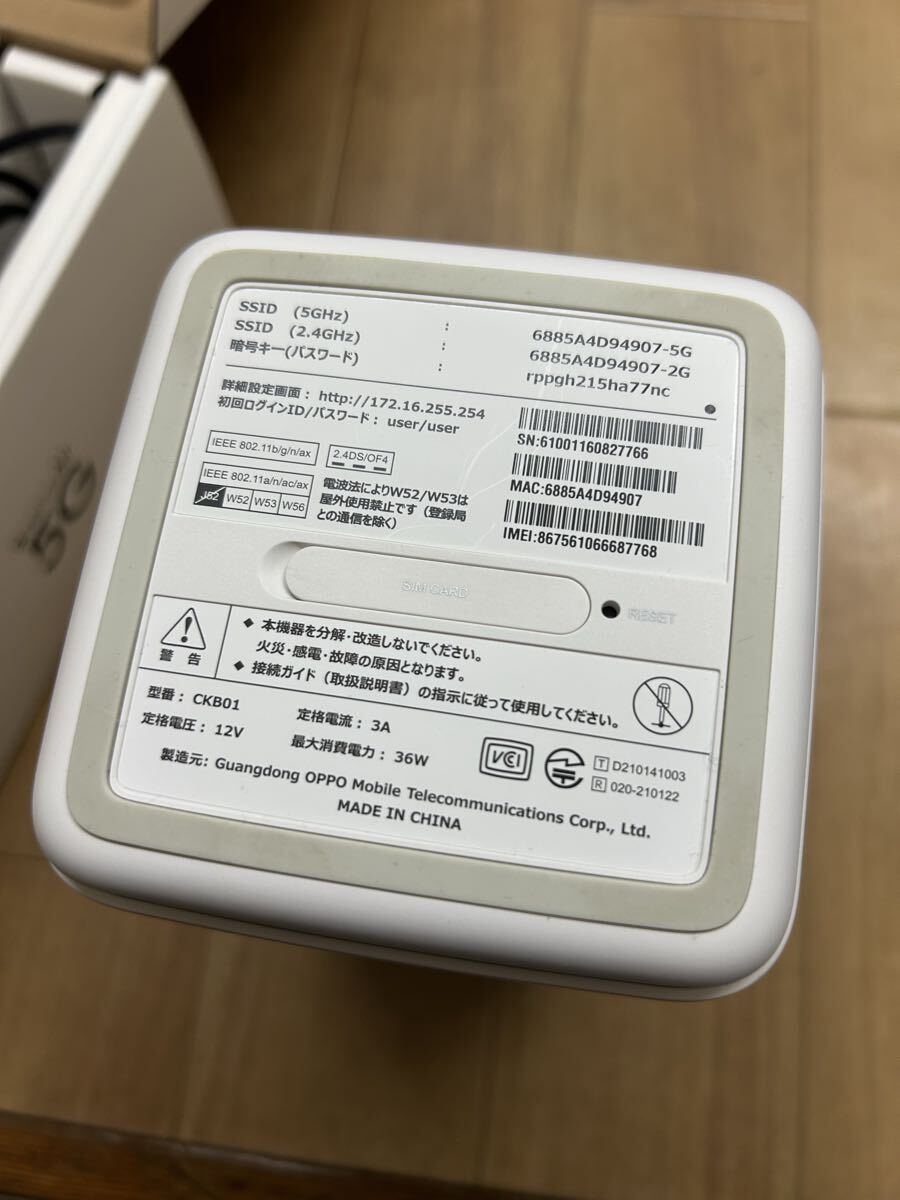 5G
SSID (5GHz) : 6885A4D94907-5G
SSID (2.4GHz) : 6885A4D94907-2G
暗号キー(パスワード) : rppgh215ha77nc
詳細設定画面 : http://172.16.255.254
初回ログインID/パスワード : user/user
SN:61001160827766
MAC:6885A4D94907
IMEI:867561066687768
IEEE 802.11b/g/n/ax
2.4DS/OF4
IEEE 802.11a/n/ac/ax
J52 W52 W53 W56
電波法によりW52/W53は
屋外使用禁止です（登録局
との通信を除く）
SIM CARD
RESET
警告
◆ 本機器を分解・改造しないでください。
火災・感電・故障の原因となります。
◆ 接続ガイド（取扱説明書）の指示に従って使用してください。
型番 : CKB01
定格電流 : 3A
定格電圧 : 12V
最大消費電力 : 36W
VCI
T D210141003
R 020-210122
製造元: Guangdong OPPO Mobile Telecommunications Corp., Ltd.
MADE IN CHINA